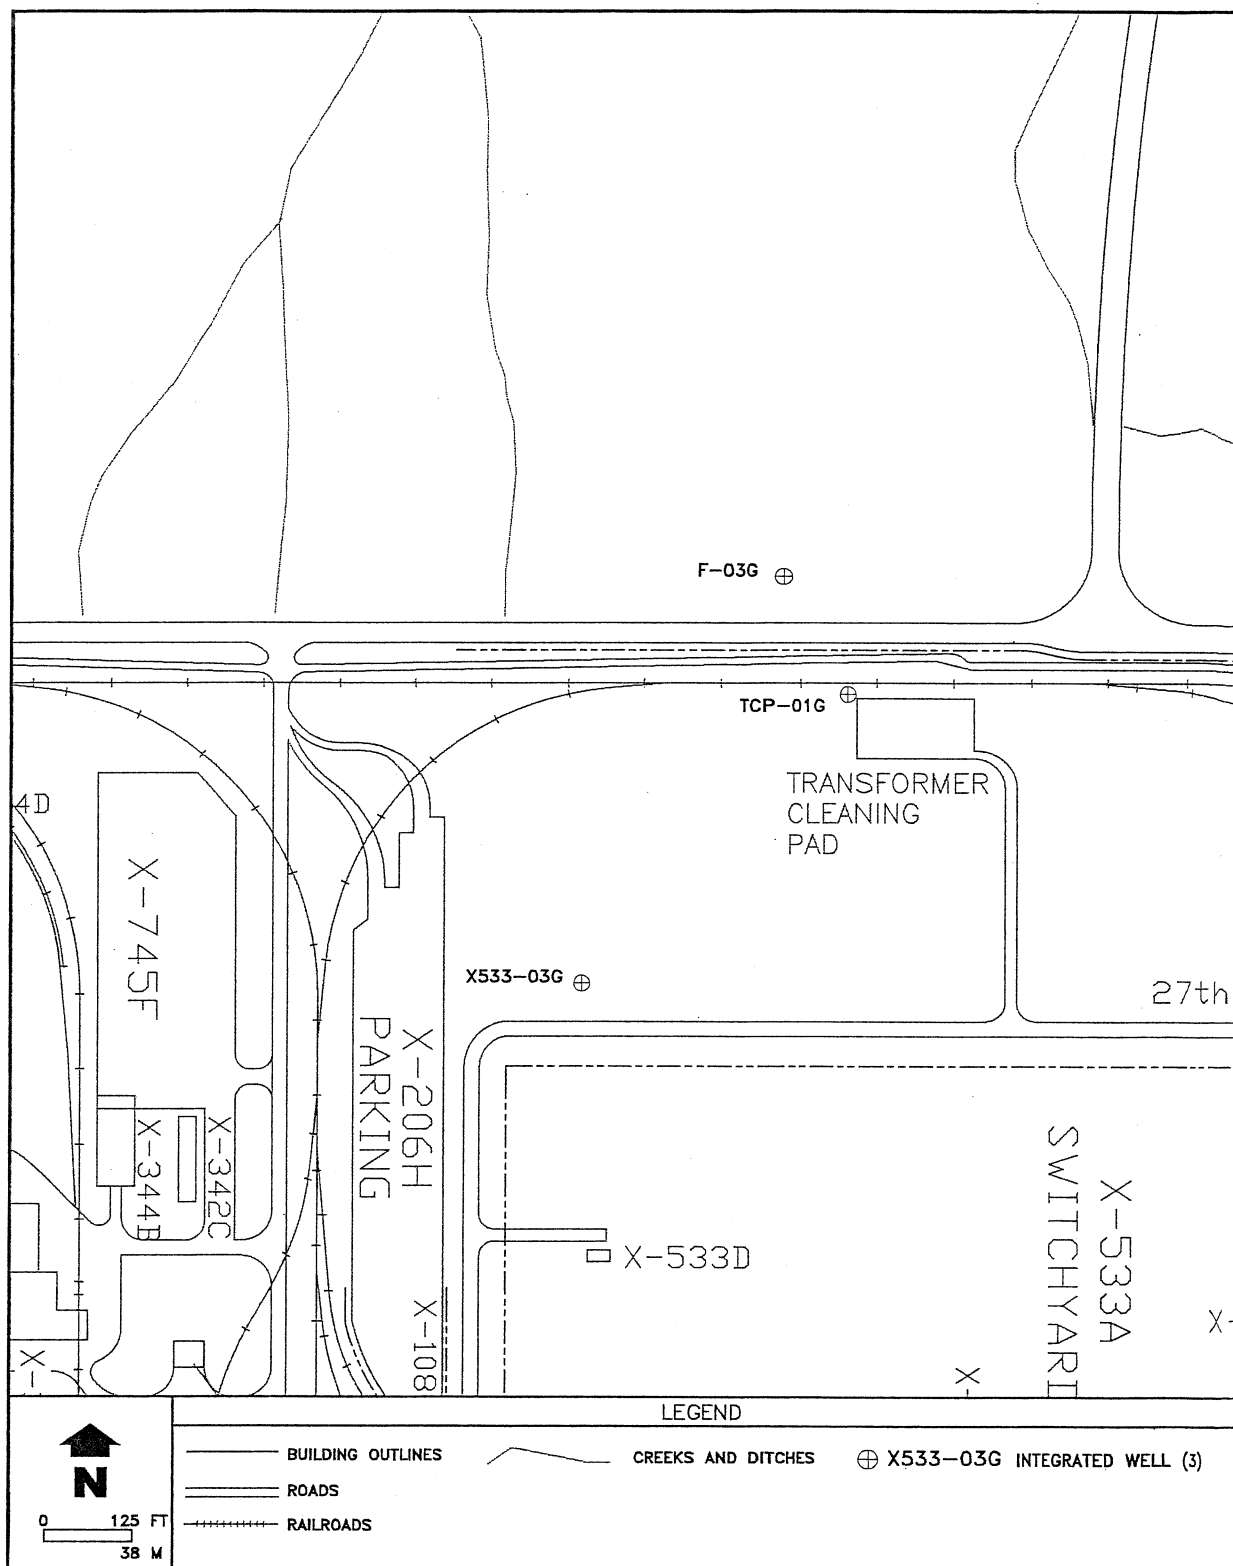 F-03G
TCP-01G
TRANSFORMER
CLEANING
PAD
4D
X-745F
X533-03G
27th
X-206H
PARKING
X-344B
X-342C
X-533D
X-533A
SWITCHYARD
X-108
X-
X-
X-
LEGEND
N
0 125 FT
38 M
BUILDING OUTLINES
ROADS
RAILROADS
CREEKS AND DITCHES
X533-03G INTEGRATED WELL (3)